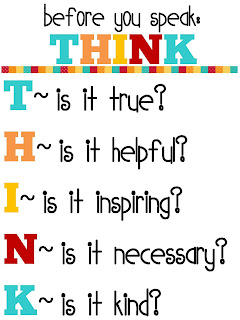 before you speak:
THINK
T~ is it true?
H~ is it helpful?
I~ is it inspiring?
N~ is it necessary?
K~ is it kind?